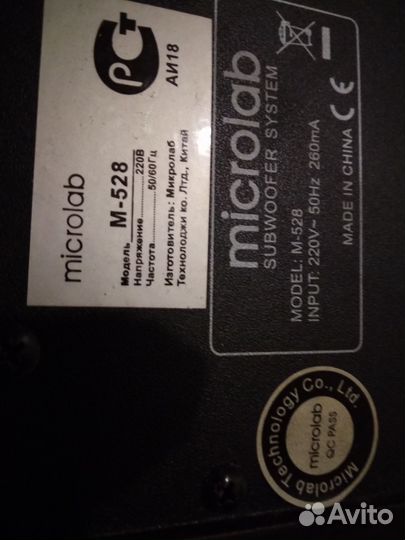 microlab
M-528
Модель
Напряжение 220В
Частота 50/60Гц
Изготовитель: Микролаб
Технолоджи ко. Лтд., Китай
РСТ
АИ18
microlab
SUBWOOFER SYSTEM
MODEL: M-528
INPUT: 220V~ 50Hz 260mA
MADE IN CHINA CE
Microlab Technology Co., Ltd.
microlab
QC PASS
Avito